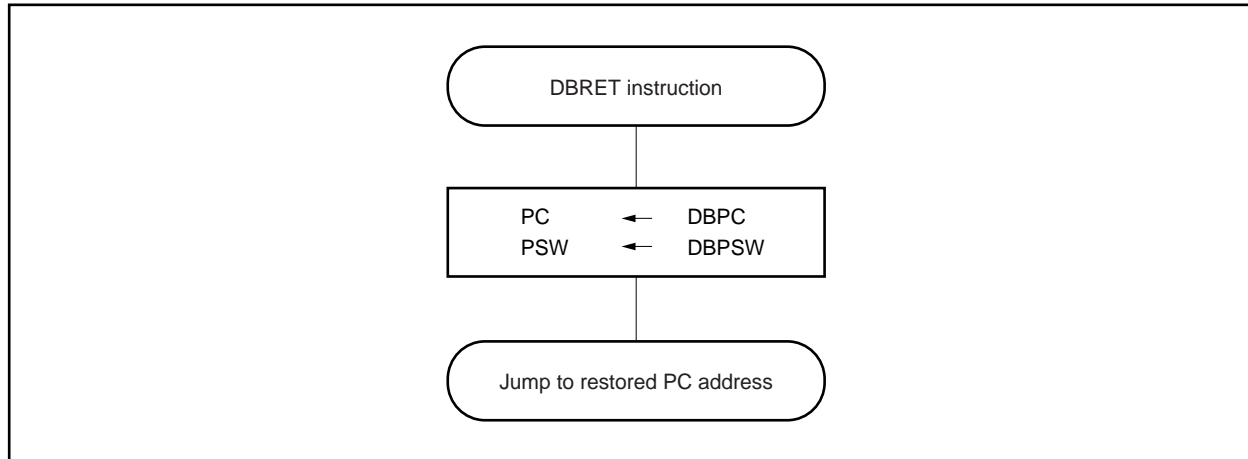 DBRET instruction
PC ← DBPC
PSW ← DBPSW
Jump to restored PC address